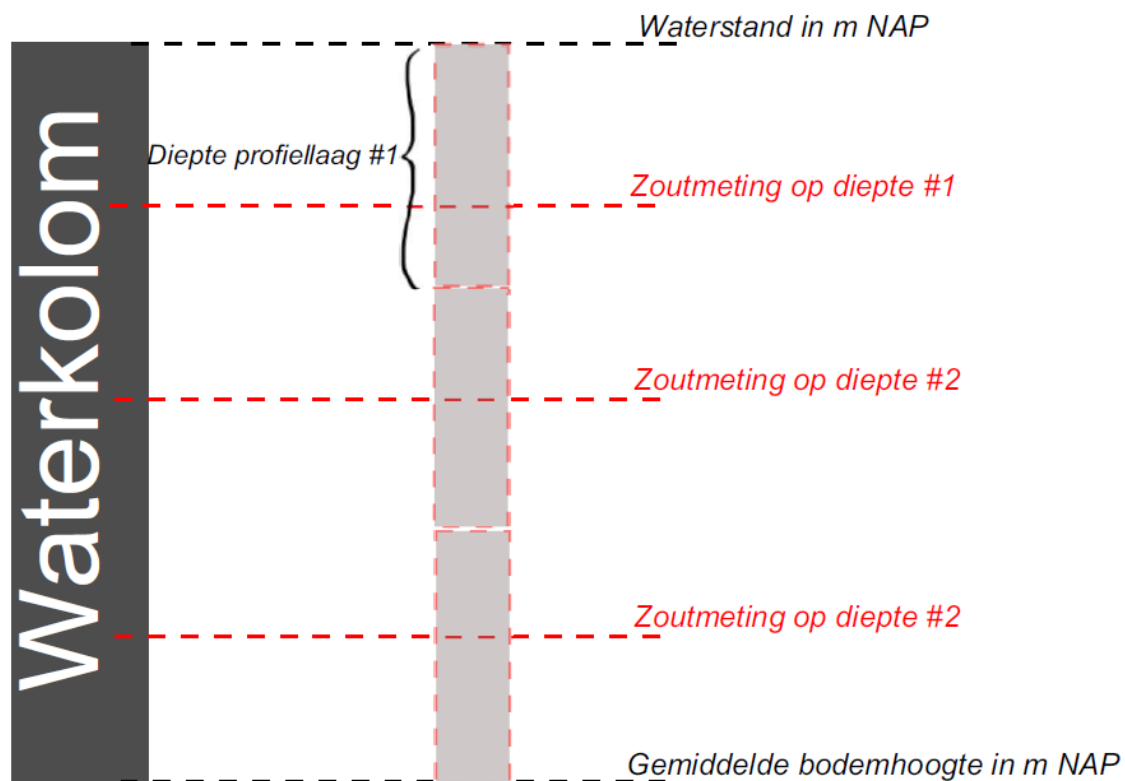 Waterstand in m NAP
Waterkolom
Diepte profiellaag #1
Zoutmeting op diepte #1
Zoutmeting op diepte #2
Zoutmeting op diepte #2
Gemiddelde bodemhoogte in m NAP